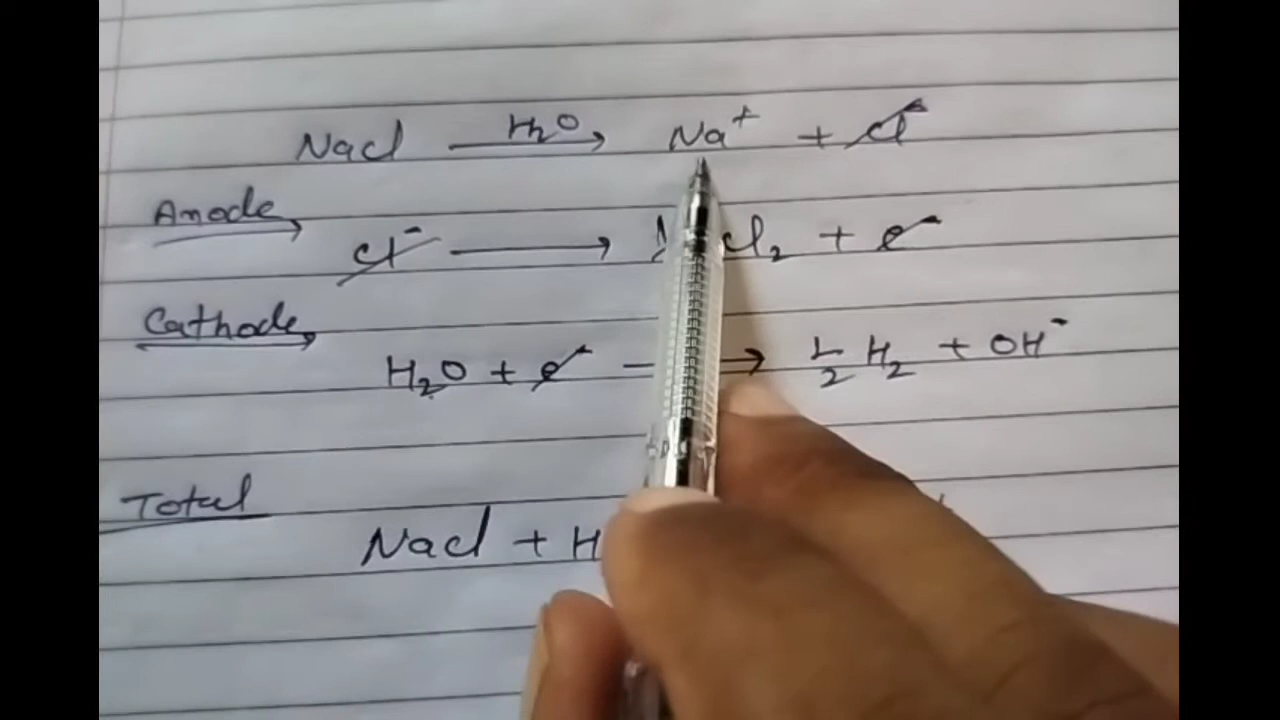 NaCl ⟶ H₂O Na⁺ + Cl⁻
Anode
Cl⁻ ⟶ Cl₂ + e⁻
Cathode
H₂O + e⁻ ⟶ ½ H₂ + OH⁻
Total
NaCl + H